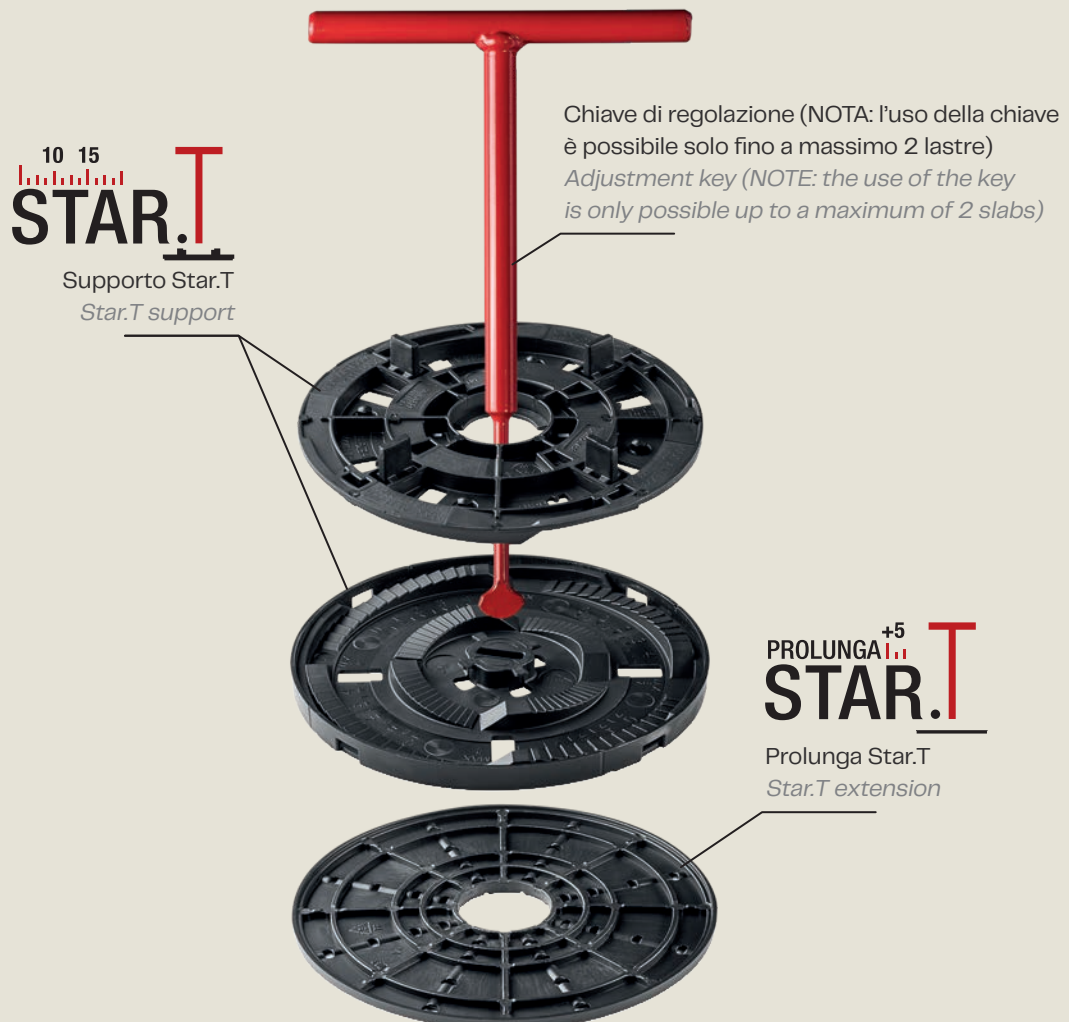 Chiave di regolazione (NOTA: l'uso della chiave
è possibile solo fino a massimo 2 lastre)
Adjustment key (NOTE: the use of the key
is only possible up to a maximum of 2 slabs)
10 15
STAR.T
Supporto Star.T
Star.T support
PROLUNGA +5
STAR.T
Prolunga Star.T
Star.T extension